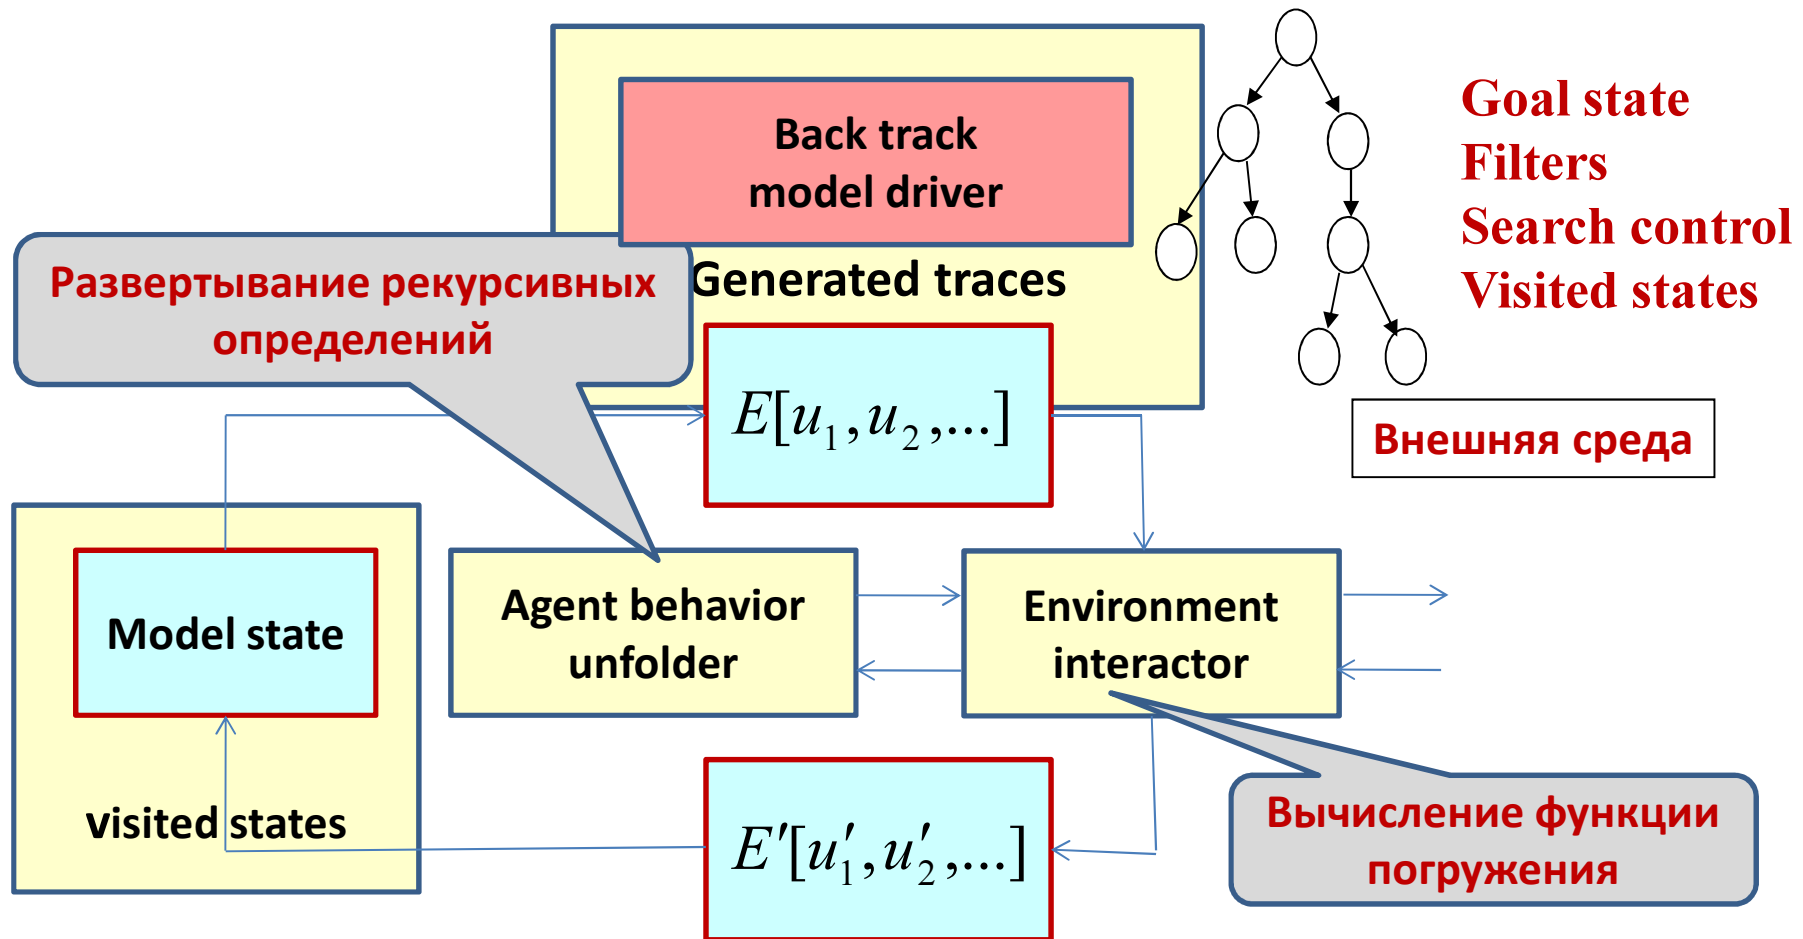 Back track
model driver
Goal state
Filters
Search control
Visited states
Развертывание рекурсивных
определений
Generated traces
E[u₁,u₂,...]
Внешняя среда
Model state
visited states
Agent behavior
unfolder
Environment
interactor
E′[u′₁,u′₂,...]
Вычисление функции
погружения